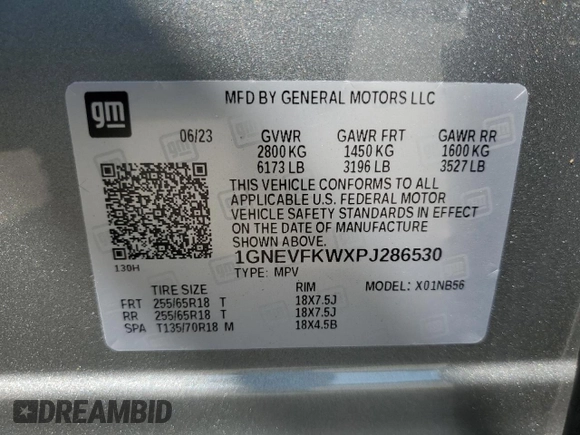 gm
MFD BY GENERAL MOTORS LLC
06/23 GVWR GAWR FRT GAWR RR
2800 KG 1450 KG 1600 KG
6173 LB 3196 LB 3527 LB
THIS VEHICLE CONFORMS TO ALL
APPLICABLE U.S. FEDERAL MOTOR
VEHICLE SAFETY STANDARDS IN EFFECT
ON THE DATE OF MANUFACTURE
SHOWN ABOVE.
130H
1GNEVFKWXPJ286530
TYPE: MPV
TIRE SIZE RIM MODEL: X01NB56
FRT 255/65R18 T 18X7.5J
RR 255/65R18 T 18X7.5J
SPA T135/70R18 M 18X4.5B
DREAMBID